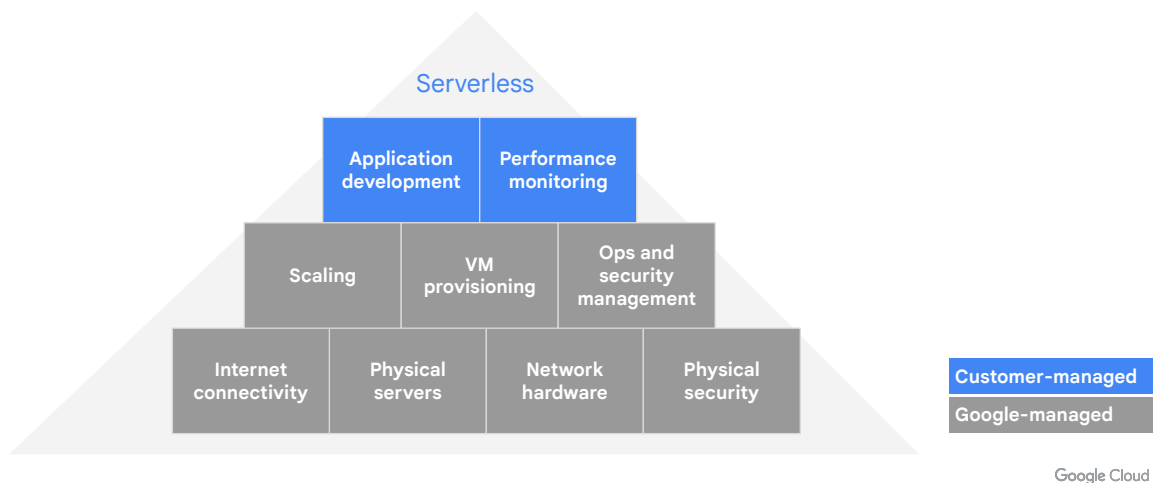 Serverless
Application
development
Performance
monitoring
Scaling
VM
provisioning
Ops and
security
management
Internet
connectivity
Physical
servers
Network
hardware
Physical
security
Customer-managed
Google-managed
Google Cloud